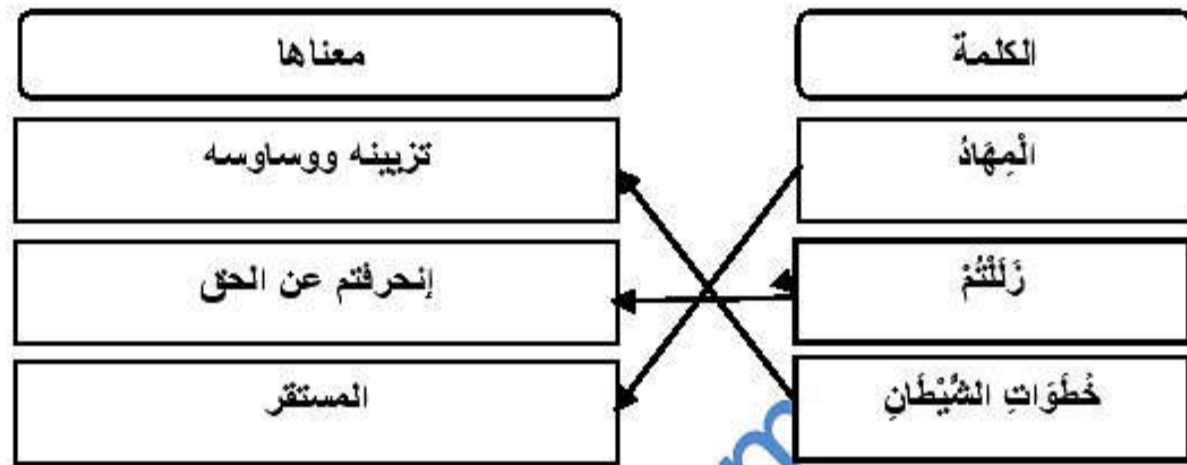 الكلمة
معناها
الْمِهَادُ
تزيينه ووساوسه
زَلَلْتُمْ
إنحرفتم عن الحق
خُطُوَاتِ الشَّيْطَانِ
المستقر
m